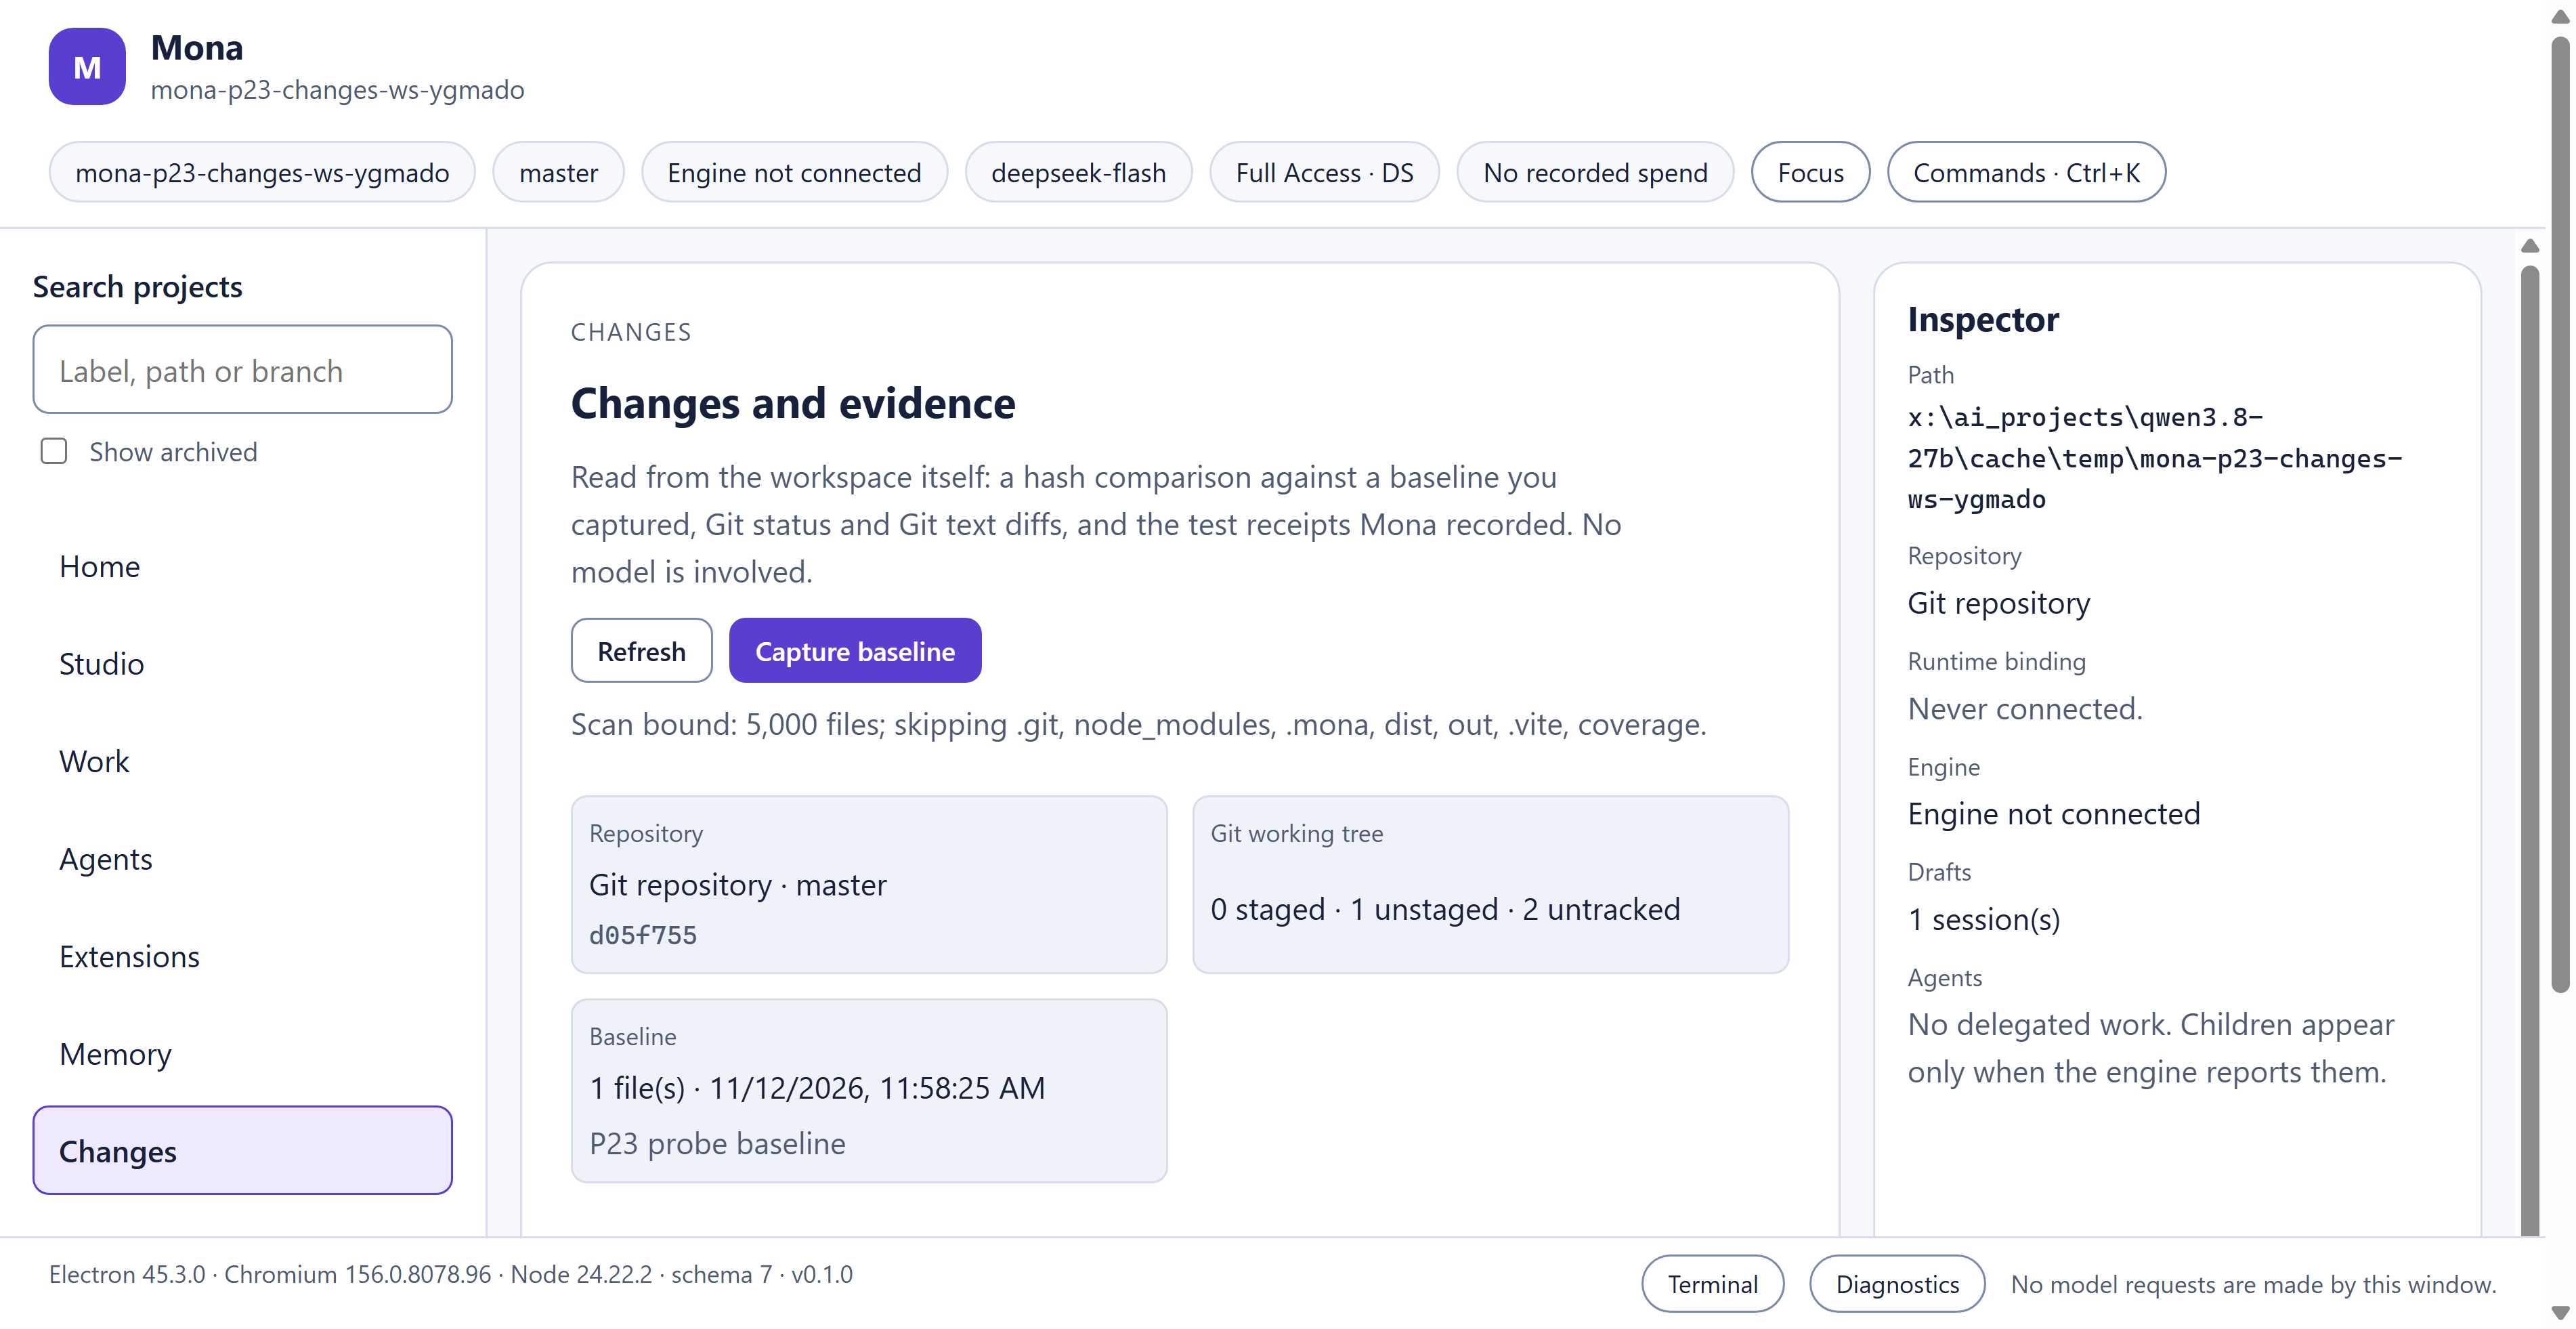 M
Mona
mona-p23-changes-ws-ygmado
mona-p23-changes-ws-ygmado
master
Engine not connected
deepseek-flash
Full Access · DS
No recorded spend
Focus
Commands · Ctrl+K
Search projects
Label, path or branch
Show archived
Home
Studio
Work
Agents
Extensions
Memory
Changes
CHANGES
Changes and evidence
Read from the workspace itself: a hash comparison against a baseline you
captured, Git status and Git text diffs, and the test receipts Mona recorded. No
model is involved.
Refresh
Capture baseline
Scan bound: 5,000 files; skipping .git, node_modules, .mona, dist, out, .vite, coverage.
Repository
Git repository · master
d05f755
Git working tree
0 staged · 1 unstaged · 2 untracked
Baseline
1 file(s) · 11/12/2026, 11:58:25 AM
P23 probe baseline
Inspector
Path
x:\ai_projects\qwen3.8-
27b\cache\temp\mona-p23-changes-
ws-ygmado
Repository
Git repository
Runtime binding
Never connected.
Engine
Engine not connected
Drafts
1 session(s)
Agents
No delegated work. Children appear
only when the engine reports them.
Electron 45.3.0 · Chromium 156.0.8078.96 · Node 24.22.2 · schema 7 · v0.1.0
Terminal
Diagnostics
No model requests are made by this window.